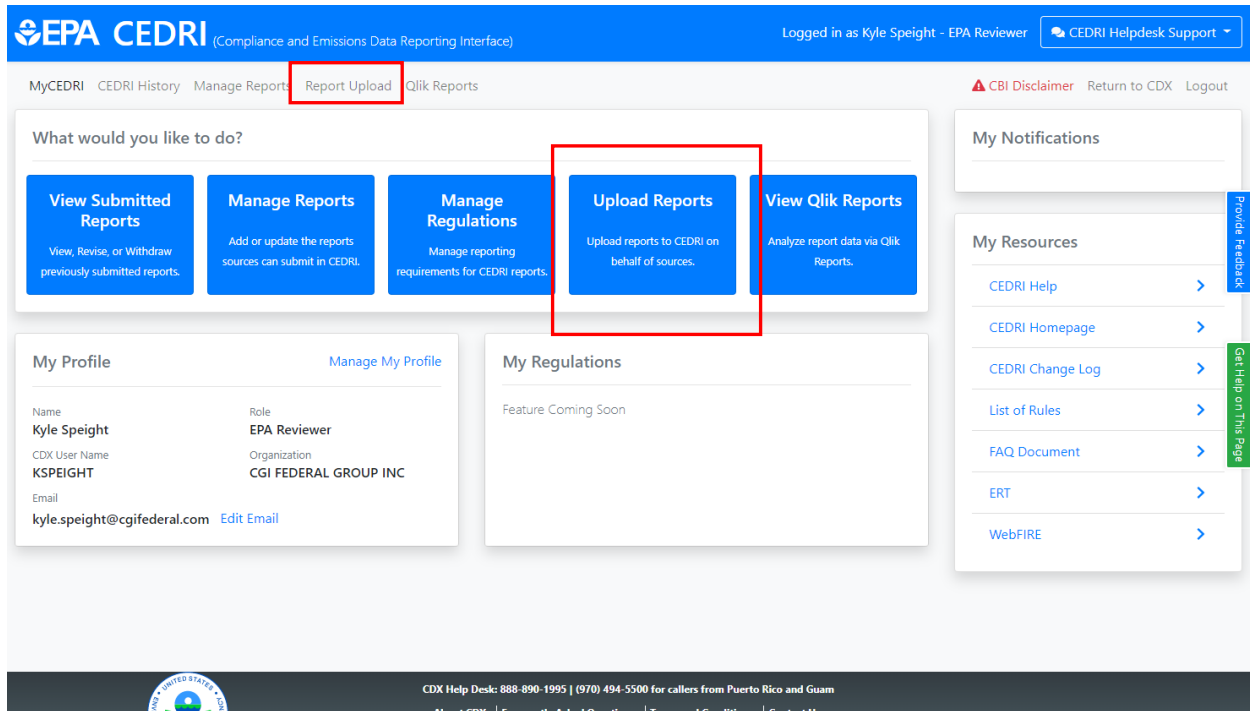 EPA CEDRI (Compliance and Emissions Data Reporting Interface)
Logged in as Kyle Speight - EPA Reviewer
CEDRI Helpdesk Support
MyCEDRI CEDRI History Manage Reports Report Upload Qlik Reports
CBI Disclaimer Return to CDX Logout
What would you like to do?
View Submitted
Reports
View, Revise, or Withdraw
previously submitted reports.
Manage Reports
Add or update the reports
sources can submit in CEDRI.
Manage
Regulations
Manage reporting
requirements for CEDRI reports.
Upload Reports
Upload reports to CEDRI on
behalf of sources.
View Qlik Reports
Analyze report data via Qlik
Reports.
My Notifications
My Resources
CEDRI Help
CEDRI Homepage
CEDRI Change Log
List of Rules
FAQ Document
ERT
WebFIRE
Provide Feedback
Get Help on This Page
My Profile
Manage My Profile
Name
Kyle Speight
Role
EPA Reviewer
CDX User Name
KSPEIGHT
Organization
CGI FEDERAL GROUP INC
Email
kyle.speight@cgifederal.com Edit Email
My Regulations
Feature Coming Soon
UNITED STATES
CDX Help Desk: 888-890-1995 | (970) 494-5500 for callers from Puerto Rico and Guam